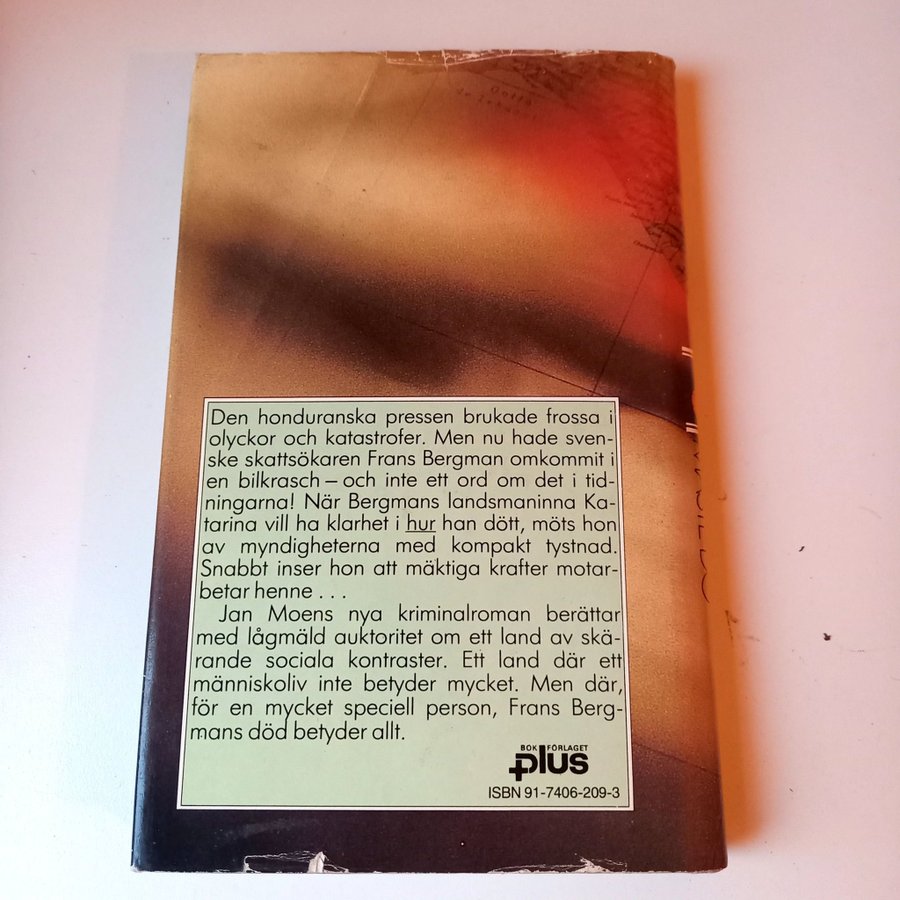 Golfo
Den honduranska pressen brukade frossa i
olyckor och katastrofer. Men nu hade sven-
ske skattsökaren Frans Bergman omkommit i
en bilkrasch – och inte ett ord om det i tid-
ningarna! När Bergmans landsmaninna Ka-
tarina vill ha klarhet i hur han dött, möts hon
av myndigheterna med kompakt tystnad.
Snabbt inser hon att mäktiga krafter motar-
betar henne . . .
Jan Moens nya kriminalroman berättar
med lågmäld auktoritet om ett land av skä-
rande sociala kontraster. Ett land där ett
människoliv inte betyder mycket. Men där,
för en mycket speciell person, Frans Berg-
mans död betyder allt.
BOKFÖRLAGET
plus
ISBN 91-7406-209-3